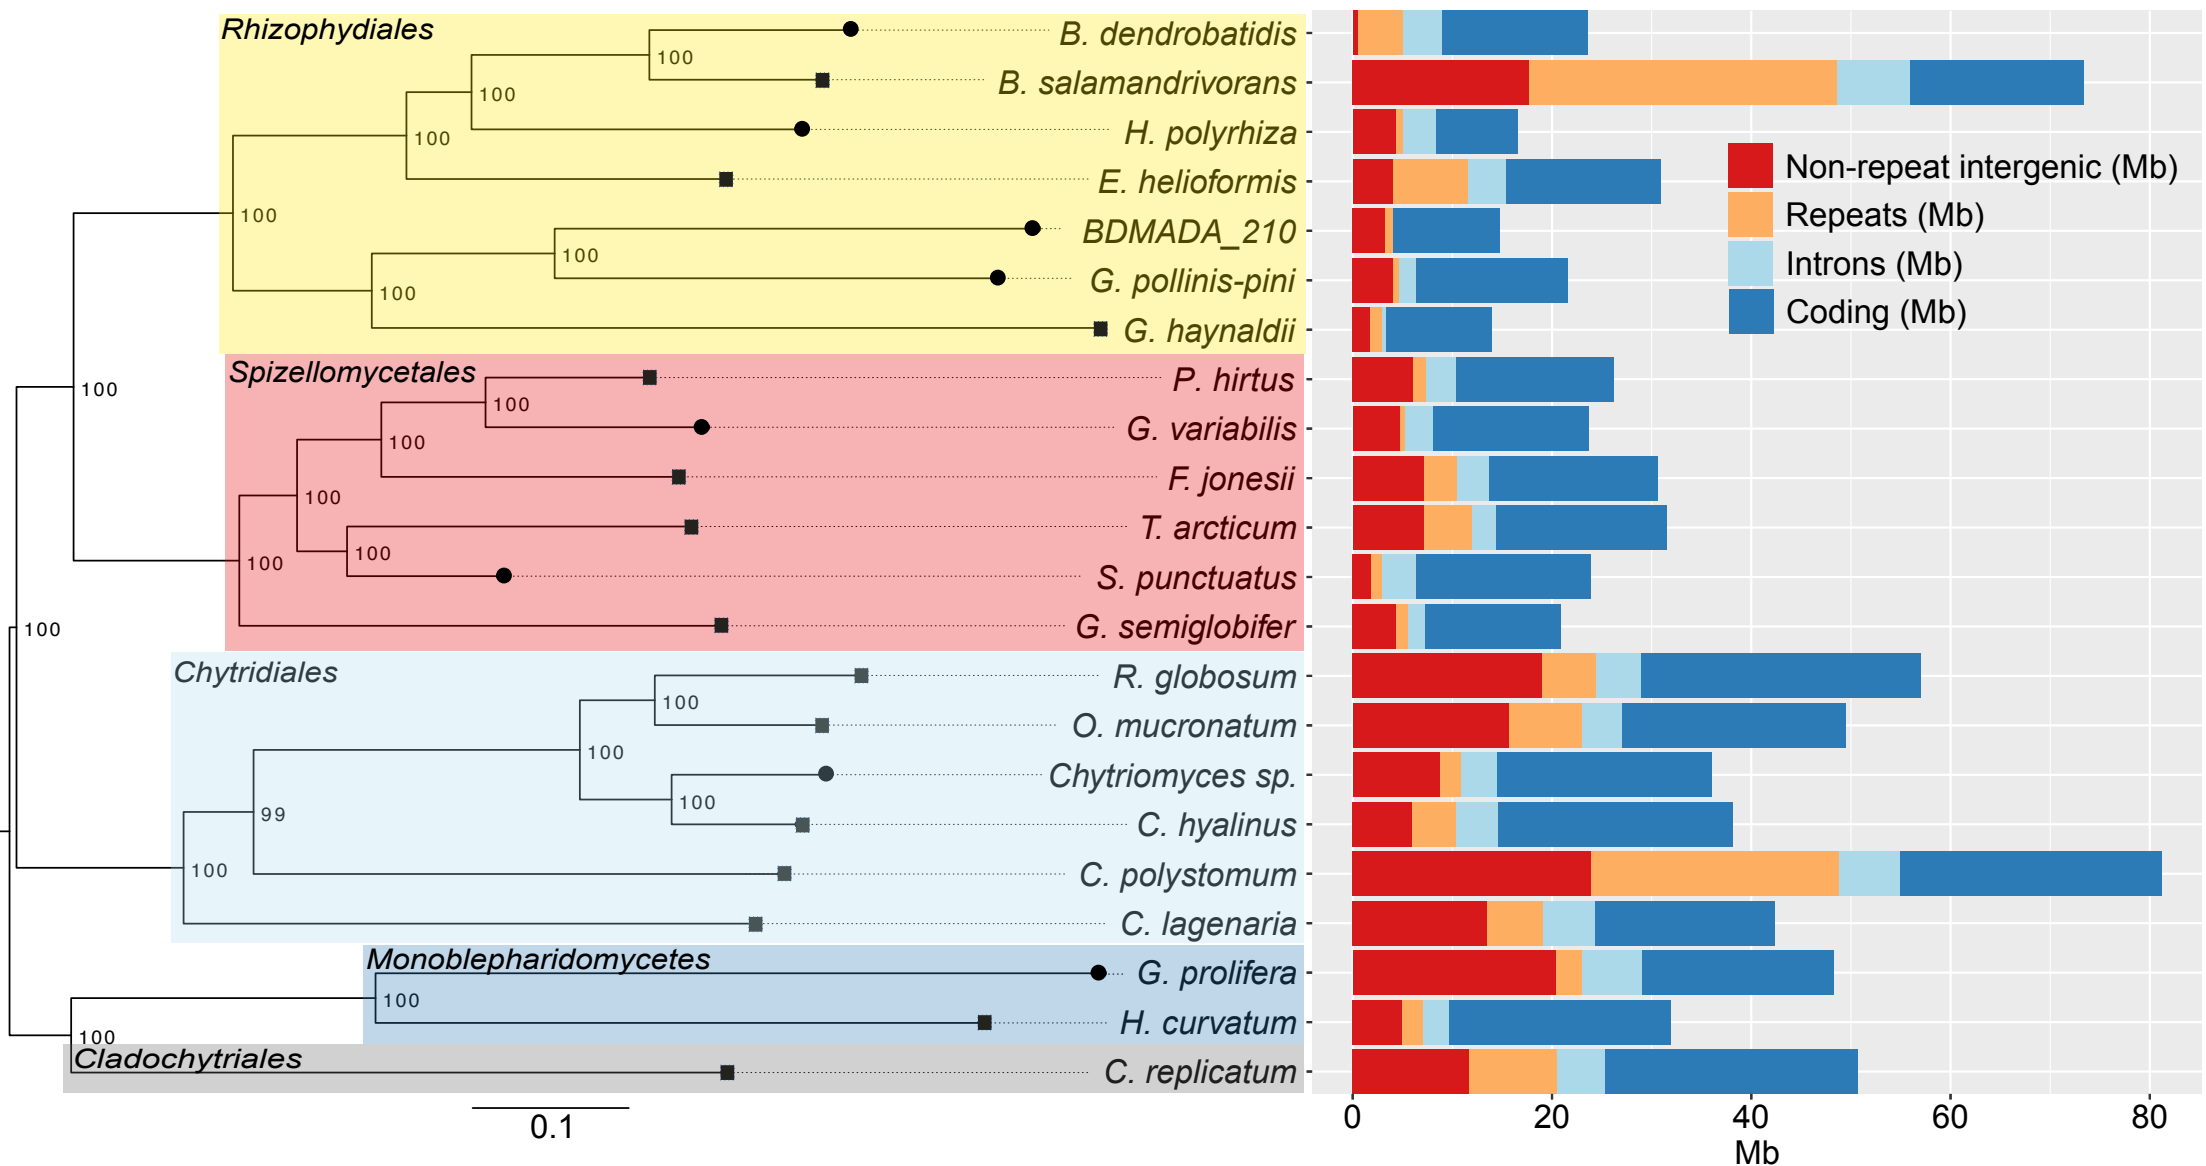 Rhizophydiales
B. dendrobatidis
100
B. salamandrivorans
100
H. polyrhiza
100
E. helioformis
100
BDMADA_210
100
G. pollinis-pini
100
G. haynaldii
Non-repeat intergenic (Mb)
Repeats (Mb)
Introns (Mb)
Coding (Mb)
100
Spizellomycetales
P. hirtus
100
G. variabilis
100
F. jonesii
100
T. arcticum
100
S. punctuatus
100
G. semiglobifer
100
Chytridiales
R. globosum
100
O. mucronatum
100
Chytriomyces sp.
100
C. hyalinus
99
C. polystomum
100
C. lagenaria
Monoblepharidomycetes
G. prolifera
100
H. curvatum
100
Cladochytriales
C. replicatum
0.1
0 20 40 60 80
Mb